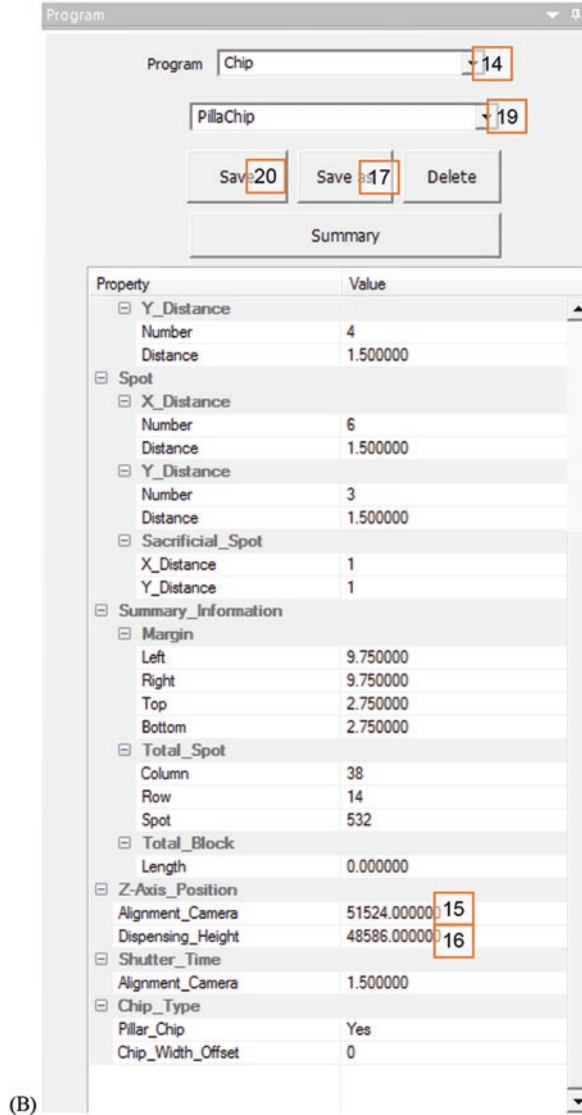 Program
Program Chip 14
PillaChip 19
Save 20 Save as 17 Delete
Summary
Property Value
Y_Distance
Number 4
Distance 1.500000
Spot
X_Distance
Number 6
Distance 1.500000
Y_Distance
Number 3
Distance 1.500000
Sacrificial_Spot
X_Distance 1
Y_Distance 1
Summary_Information
Margin
Left 9.750000
Right 9.750000
Top 2.750000
Bottom 2.750000
Total_Spot
Column 38
Row 14
Spot 532
Total_Block
Length 0.000000
Z-Axis_Position
Alignment_Camera 51524.000000 15
Dispensing_Height 48586.000000 16
Shutter_Time
Alignment_Camera 1.500000
Chip_Type
Pillar_Chip Yes
Chip_Width_Offset 0
(B)